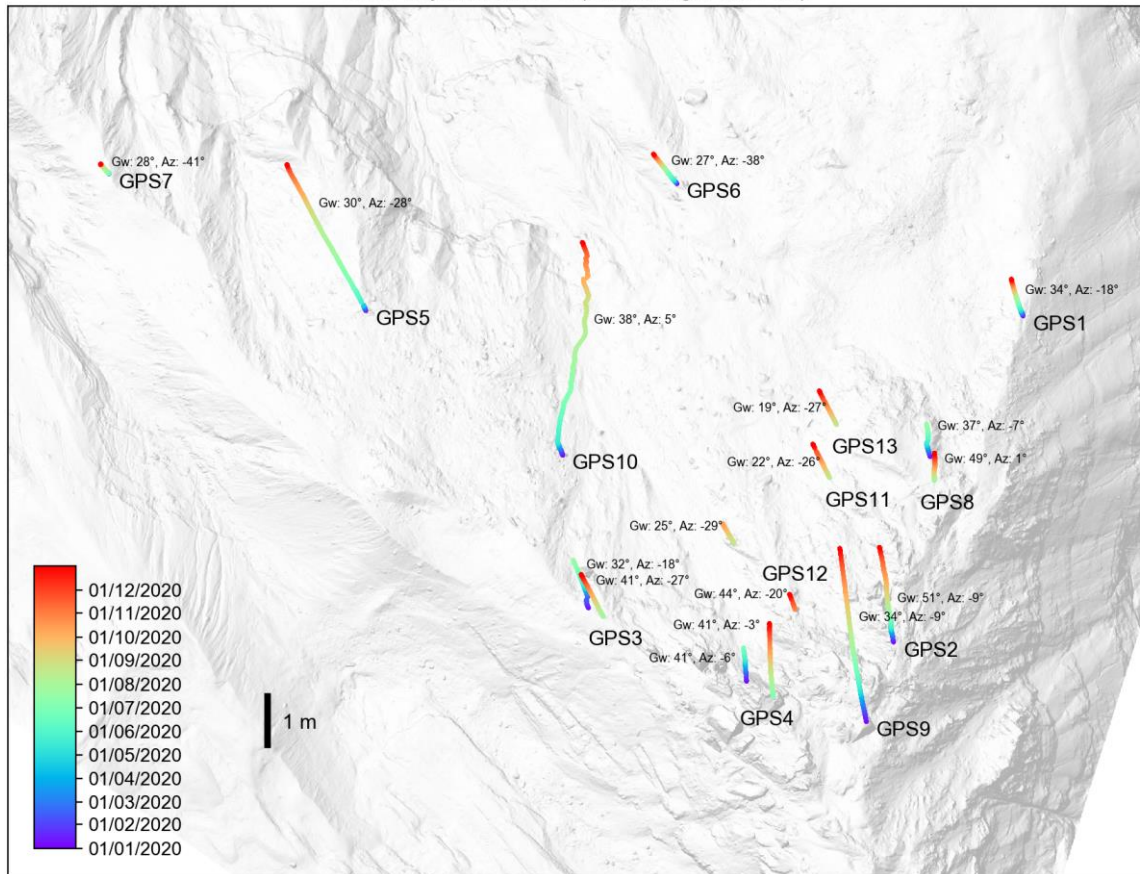 Gw: 28°, Az: -41°
GPS7
Gw: 30°, Az: -28°
GPS5
Gw: 27°, Az: -38°
GPS6
Gw: 34°, Az: -18°
GPS1
Gw: 38°, Az: 5°
GPS10
Gw: 19°, Az: -27°
GPS13
Gw: 37°, Az: -7°
Gw: 22°, Az: -26°
GPS11
Gw: 49°, Az: 1°
GPS8
Gw: 25°, Az: -29°
GPS12
Gw: 32°, Az: -18°
Gw: 41°, Az: -27°
GPS3
Gw: 44°, Az: -20°
Gw: 51°, Az: -9°
Gw: 34°, Az: -9°
GPS2
Gw: 41°, Az: -3°
Gw: 41°, Az: -6°
GPS4
GPS9
01/12/2020
01/11/2020
01/10/2020
01/09/2020
01/08/2020
01/07/2020
01/06/2020
01/05/2020
01/04/2020
01/03/2020
01/02/2020
01/01/2020
1 m